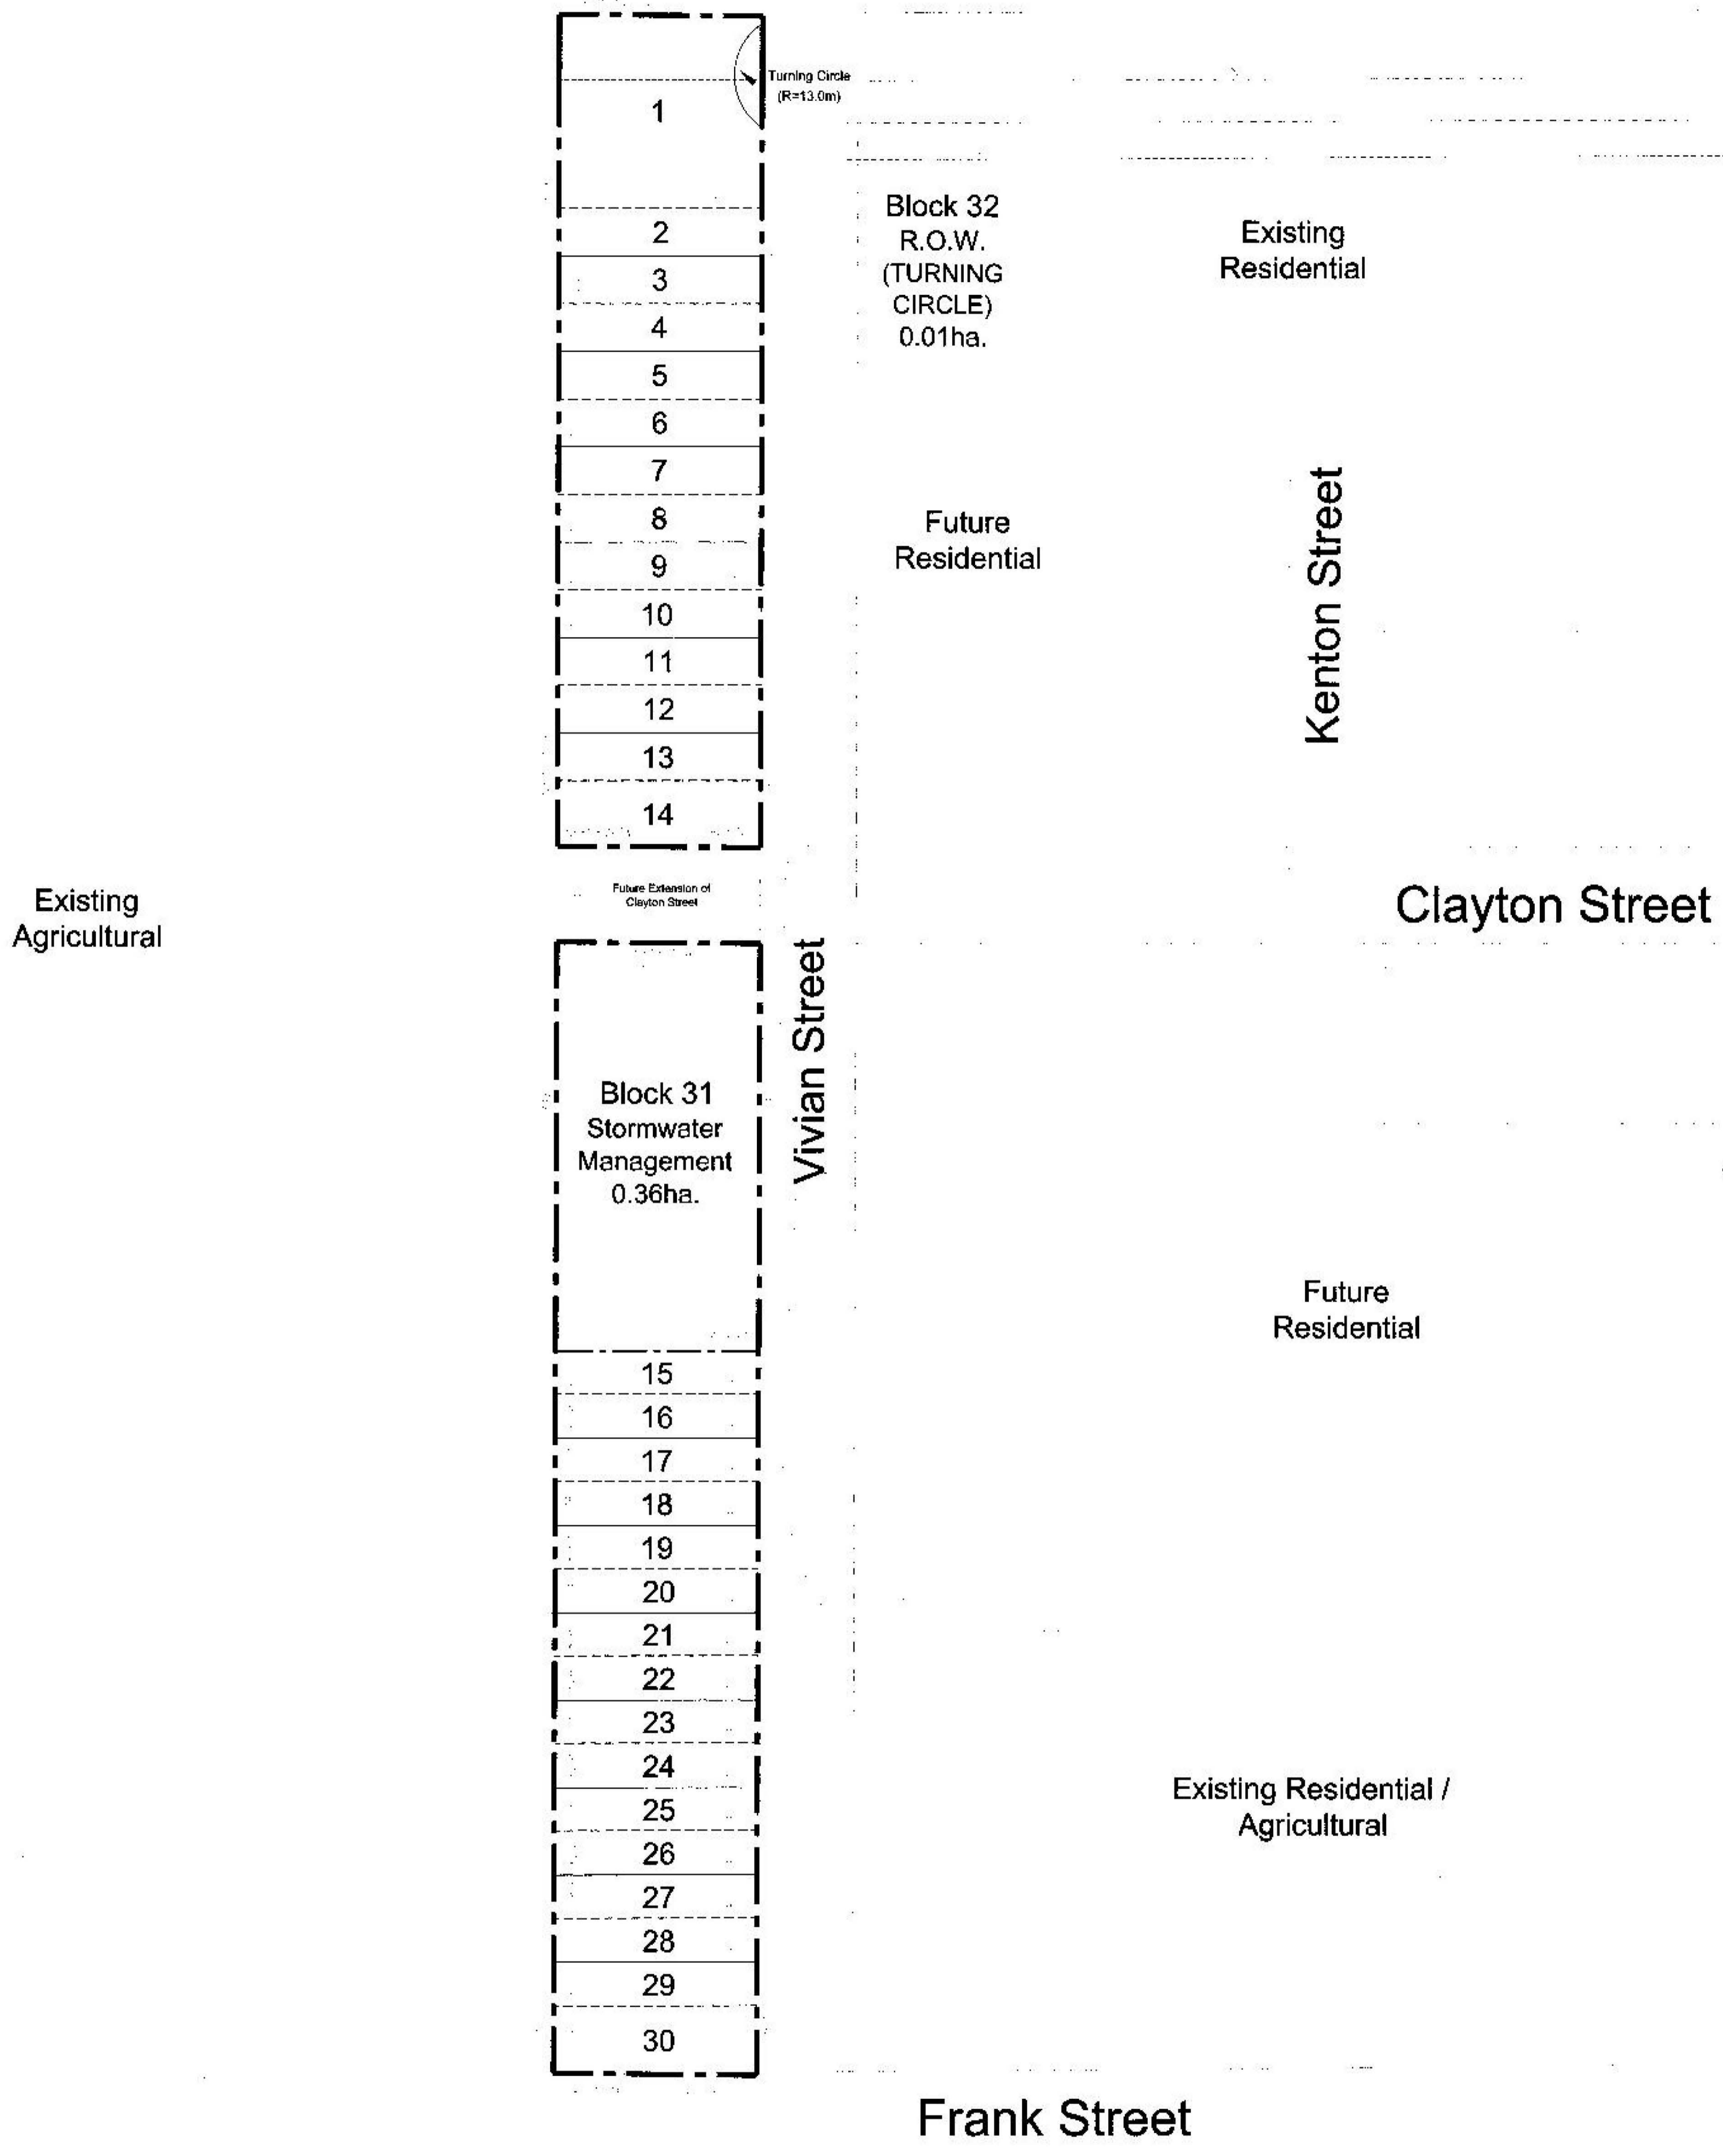 Turning Circle
(R=13.0m)
1
2
3
4
5
6
7
8
9
10
11
12
13
14
Block 32
R.O.W.
(TURNING
CIRCLE)
0.01ha.
Existing
Residential
Future
Residential
Kenton Street
Future Extension of
Clayton Street
Clayton Street
Existing
Agricultural
Vivian Street
Block 31
Stormwater
Management
0.36ha.
Future
Residential
15
16
17
18
19
20
21
22
23
24
25
26
27
28
29
30
Existing Residential /
Agricultural
Frank Street